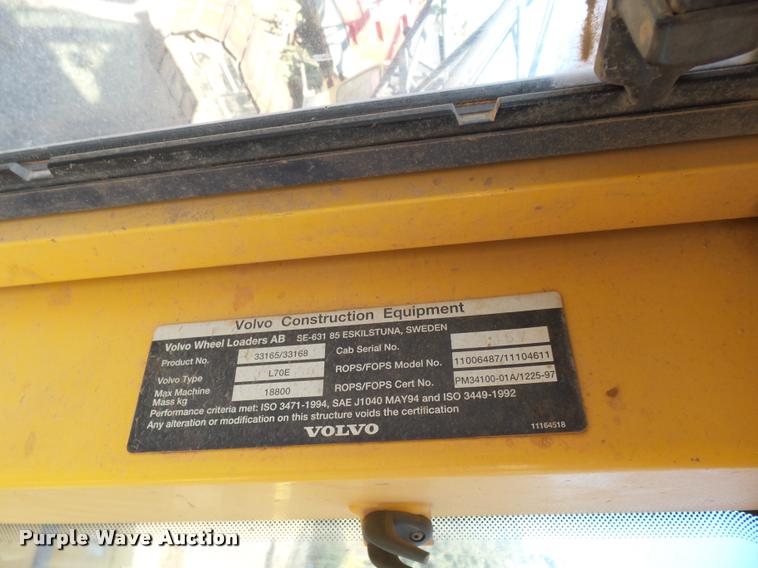 Volvo Construction Equipment
Volvo Wheel Loaders AB SE-631 85 ESKILSTUNA, SWEDEN
Product No. 33165/33168 Cab Serial No.
Volvo Type L70E ROPS/FOPS Model No. 11006487/11104611
Max Machine Mass kg 18800 ROPS/FOPS Cert No. PM34100-01A/1225-97
Performance criteria met: ISO 3471-1994, SAE J1040 MAY94 and ISO 3449-1992
Any alteration or modification on this structure voids the certification
VOLVO 11164518
Purple Wave Auction